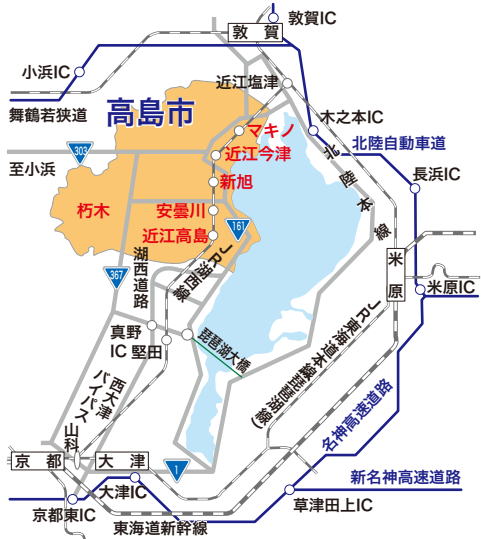 敦賀IC
敦賀
小浜IC
近江塩津
舞鶴若狭道
高島市
木之本IC
マキノ
北陸自動車道
303
近江今津
至小浜
北陸本線
長浜IC
新旭
朽木
安曇川
161
近江高島
JR湖西線
米原
湖西道路
367
米原IC
真野IC
堅田
琵琶湖大橋
JR東海道本線(琵琶湖線)
西大津バイパス
名神高速道路
山科
京都
大津
1
新名神高速道路
大津IC
草津田上IC
京都東IC
東海道新幹線